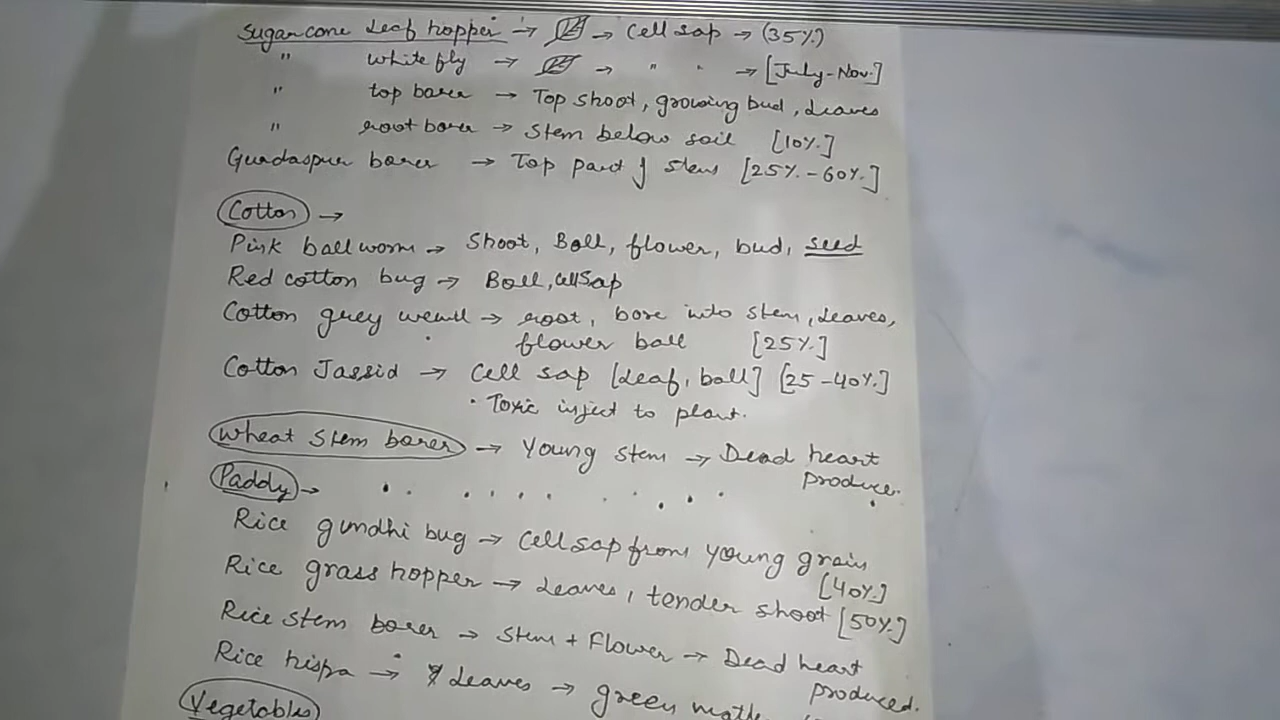 Sugarcane Leaf hopper → → Cell sap → (35%)
" white fly → → " " → [July-Nov.]
" top borer → Top shoot, growing bud, Leaves
" root borer → Stem below soil [10%]
Guadaspur borer → Top part of stem [25%-60%]
Cotton →
Pink ballworm → Shoot, Boll, flower, bud, seed
Red cotton bug → Boll, cell sap
Cotton grey weevil → root, bore into stem, Leaves,
flower ball [25%]
Cotton Jassid → Cell sap [Leaf, ball] [25-40%]
• Toxic inject to plant.
Wheat Stem borer → Young stem → Dead heart
produce.
Paddy →
Rice gundhi bug → Cell sap from young grain
[40%]
Rice grass hopper → Leaves, tender shoot [50%]
Rice stem borer → Stem + Flower → Dead heart
produced.
Rice hispa → Leaves → green
Vegetables